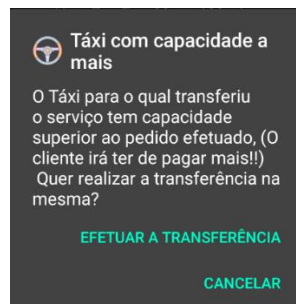 Táxi com capacidade a
mais
O Táxi para o qual transferiu
o serviço tem capacidade
superior ao pedido efetuado, (O
cliente irá ter de pagar mais!!)
Quer realizar a transferência na
mesma?
EFETUAR A TRANSFERÊNCIA
CANCELAR